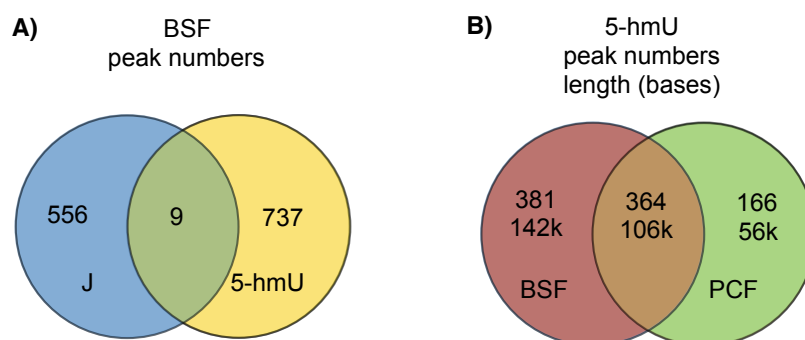 A)
BSF
peak numbers
556
9
737
J
5-hmU
B)
5-hmU
peak numbers
length (bases)
381
364
166
142k
106k
56k
BSF
PCF